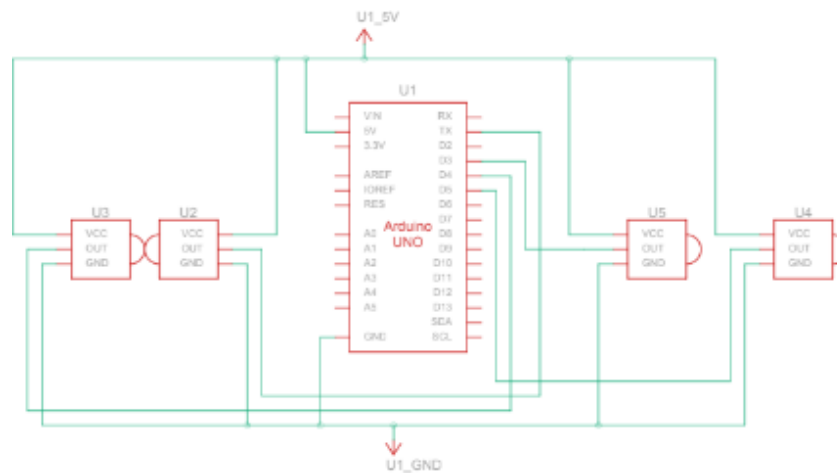 U1_5V
U1
VIN RX
5V TX
3.3V D2
D3
AREF D4
IOREF D5
RES D6
D7
A0 D8
A1 D9
A2 D10
A3 D11
A4 D12
A5 D13
SDA
GND SCL
Arduino
UNO
U3
VCC
OUT
GND
U2
VCC
OUT
GND
U5
VCC
OUT
GND
U4
VCC
OUT
GND
U1_GND